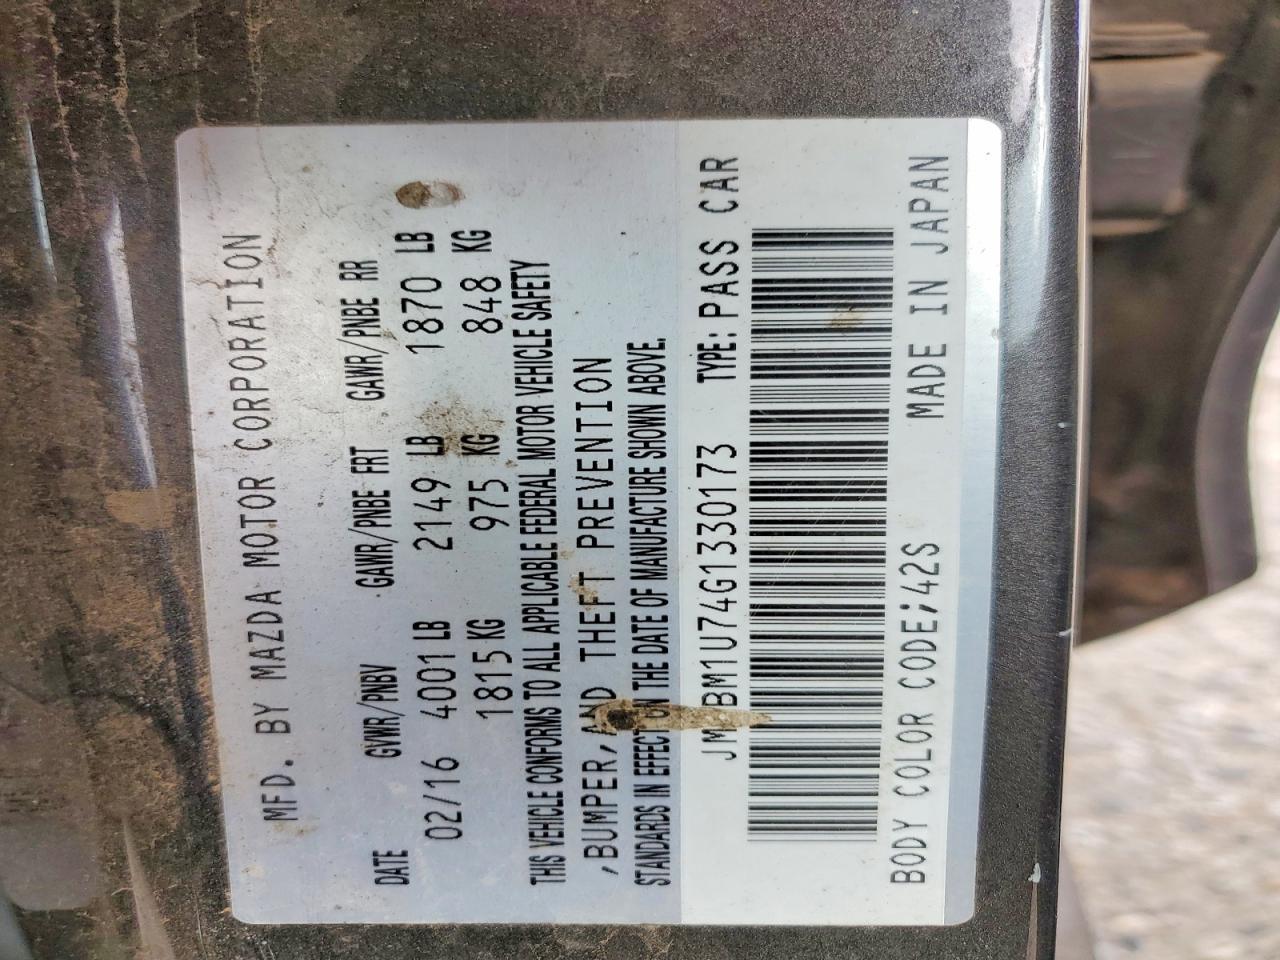 MFD. BY MAZDA MOTOR CORPORATION
DATE GVWR/PNBV GAWR/PNBE FRT GAWR/PNBE RR
02/16 4001 LB 2149 LB 1870 LB
1815 KG 975 KG 848 KG
THIS VEHICLE CONFORMS TO ALL APPLICABLE FEDERAL MOTOR VEHICLE SAFETY
,BUMPER,AND THEFT PREVENTION
STANDARDS IN EFFECT ON THE DATE OF MANUFACTURE SHOWN ABOVE.
TYPE: PASS CAR
BODY COLOR CODE;42S MADE IN JAPAN